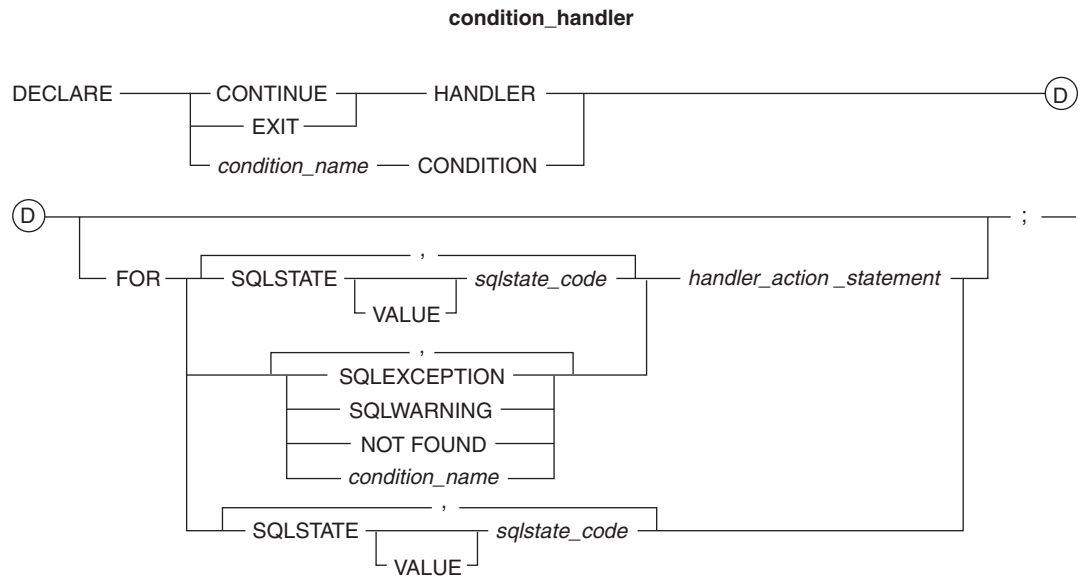 condition_handler
DECLARE CONTINUE HANDLER D
EXIT
condition_name CONDITION
D ;
,
FOR SQLSTATE sqlstate_code handler_action _statement
VALUE
,
SQLEXCEPTION
SQLWARNING
NOT FOUND
condition_name
,
SQLSTATE sqlstate_code
VALUE